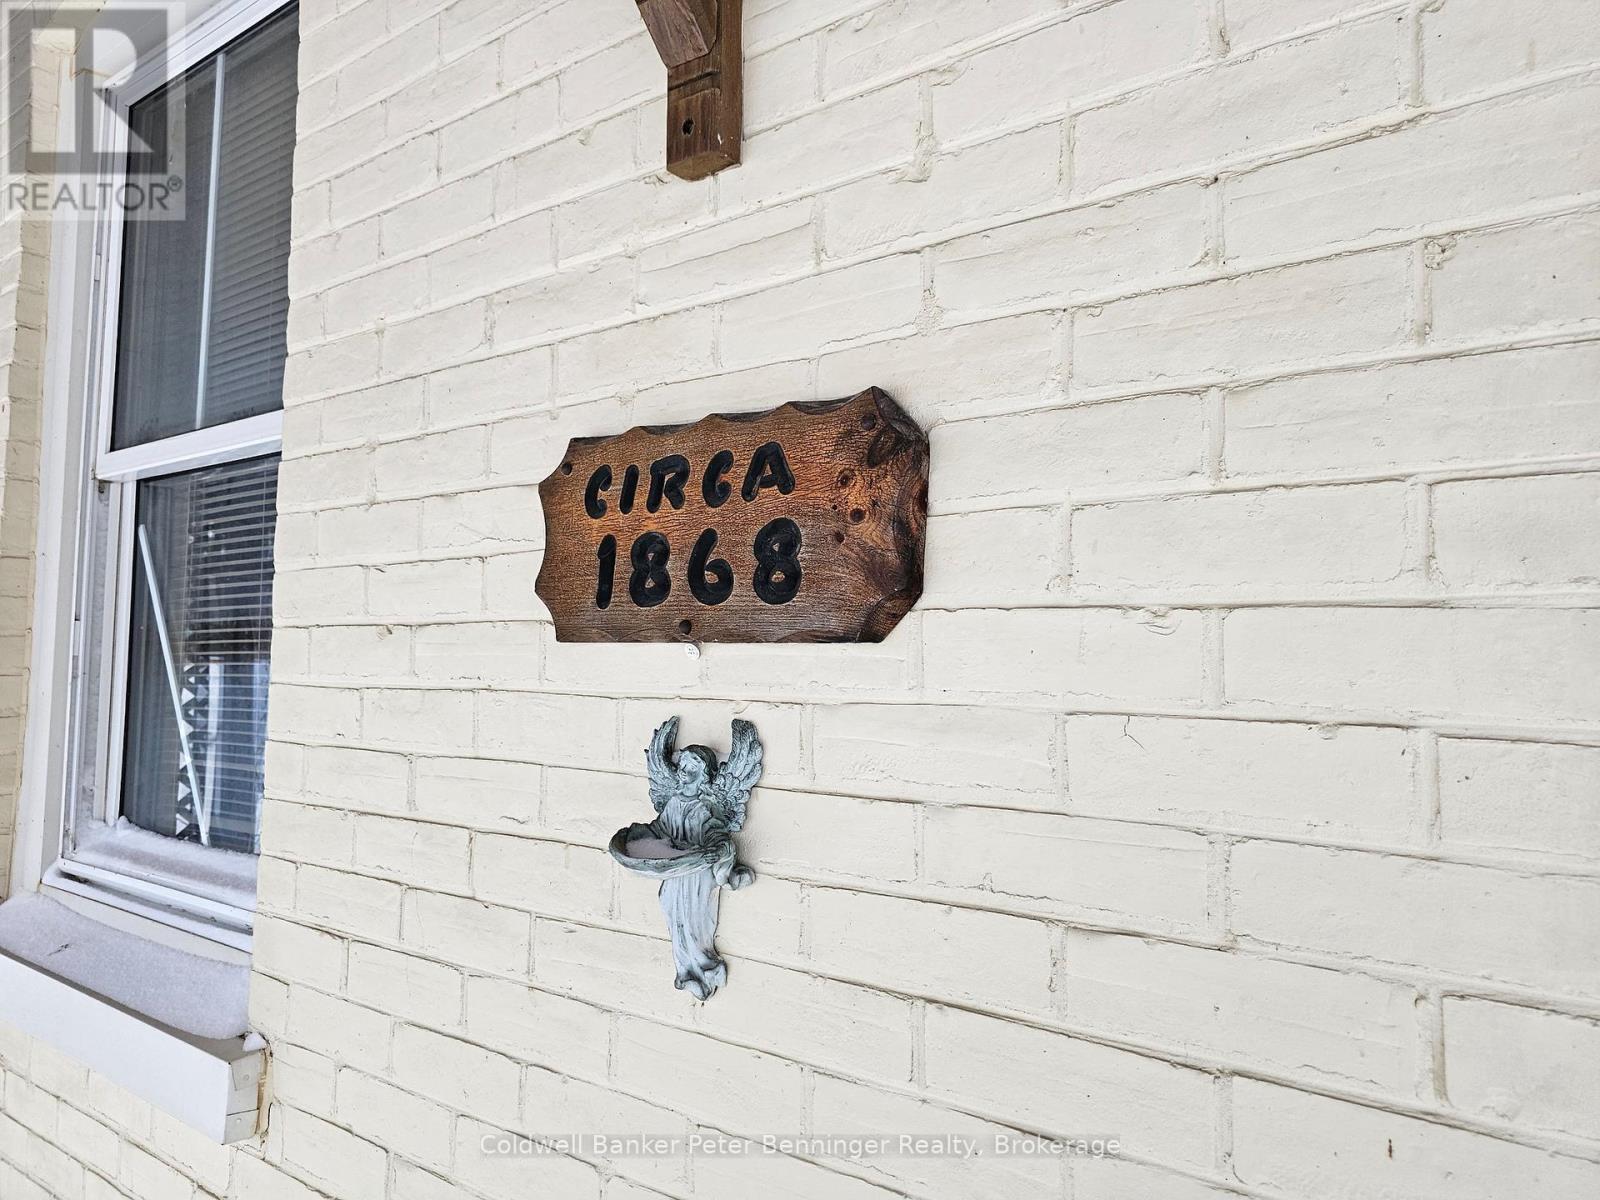 REALTOR®
CIRCA
1868
Coldwell Banker Peter Benninger Realty, Brokerage